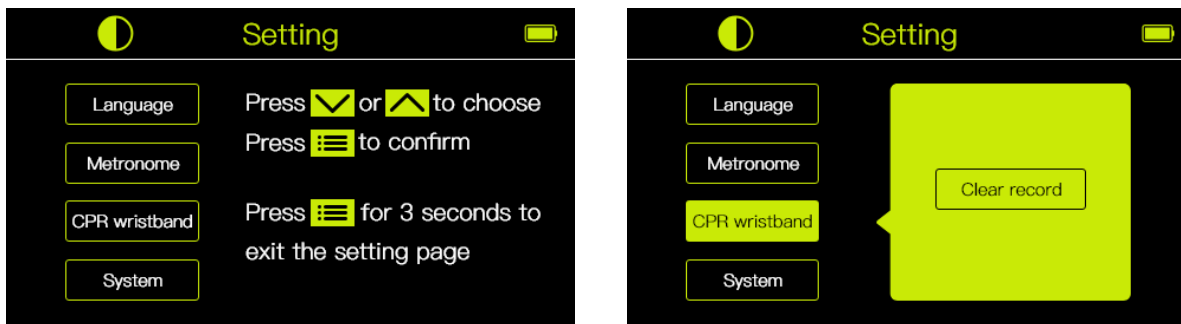 Setting
Language
Metronome
CPR wristband
System
Press or to choose
Press to confirm
Press for 3 seconds to
exit the setting page
Setting
Language
Metronome
CPR wristband
System
Clear record